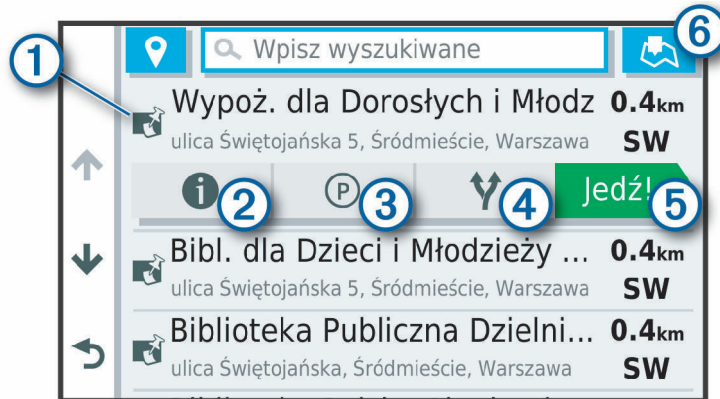 6
1
Wpisz wyszukiwane
Wypoż. dla Dorosłych i Młodz 0.4km
ulica Świętojańska 5, Śródmieście, Warszawa SW
i 2 P 3 4 Jedź! 5
Bibl. dla Dzieci i Młodzieży ... 0.4km
ulica Świętojańska 5, Śródmieście, Warszawa SW
Biblioteka Publiczna Dzielni... 0.4km
ulica Świętojańska, Śródmieście, Warszawa SW